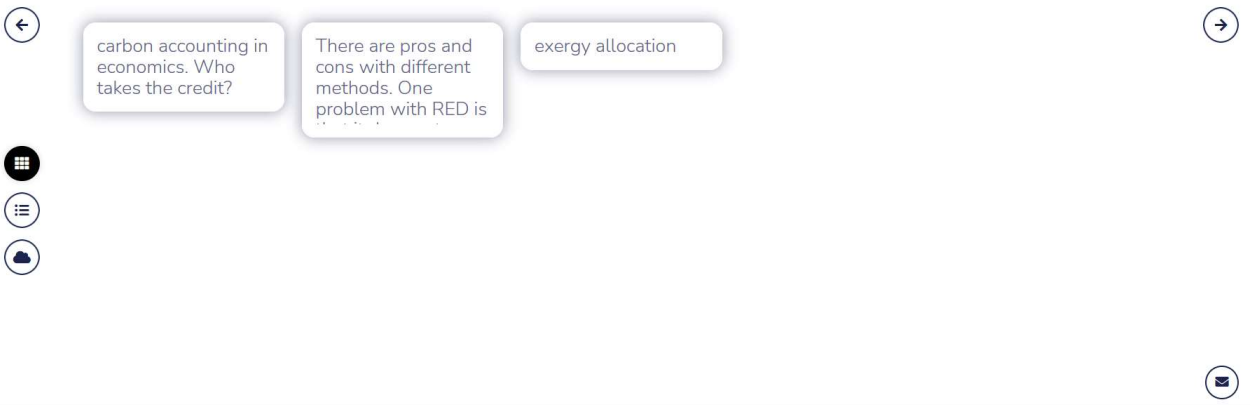 carbon accounting in
economics. Who
takes the credit?
There are pros and
cons with different
methods. One
problem with RED is
exergy allocation